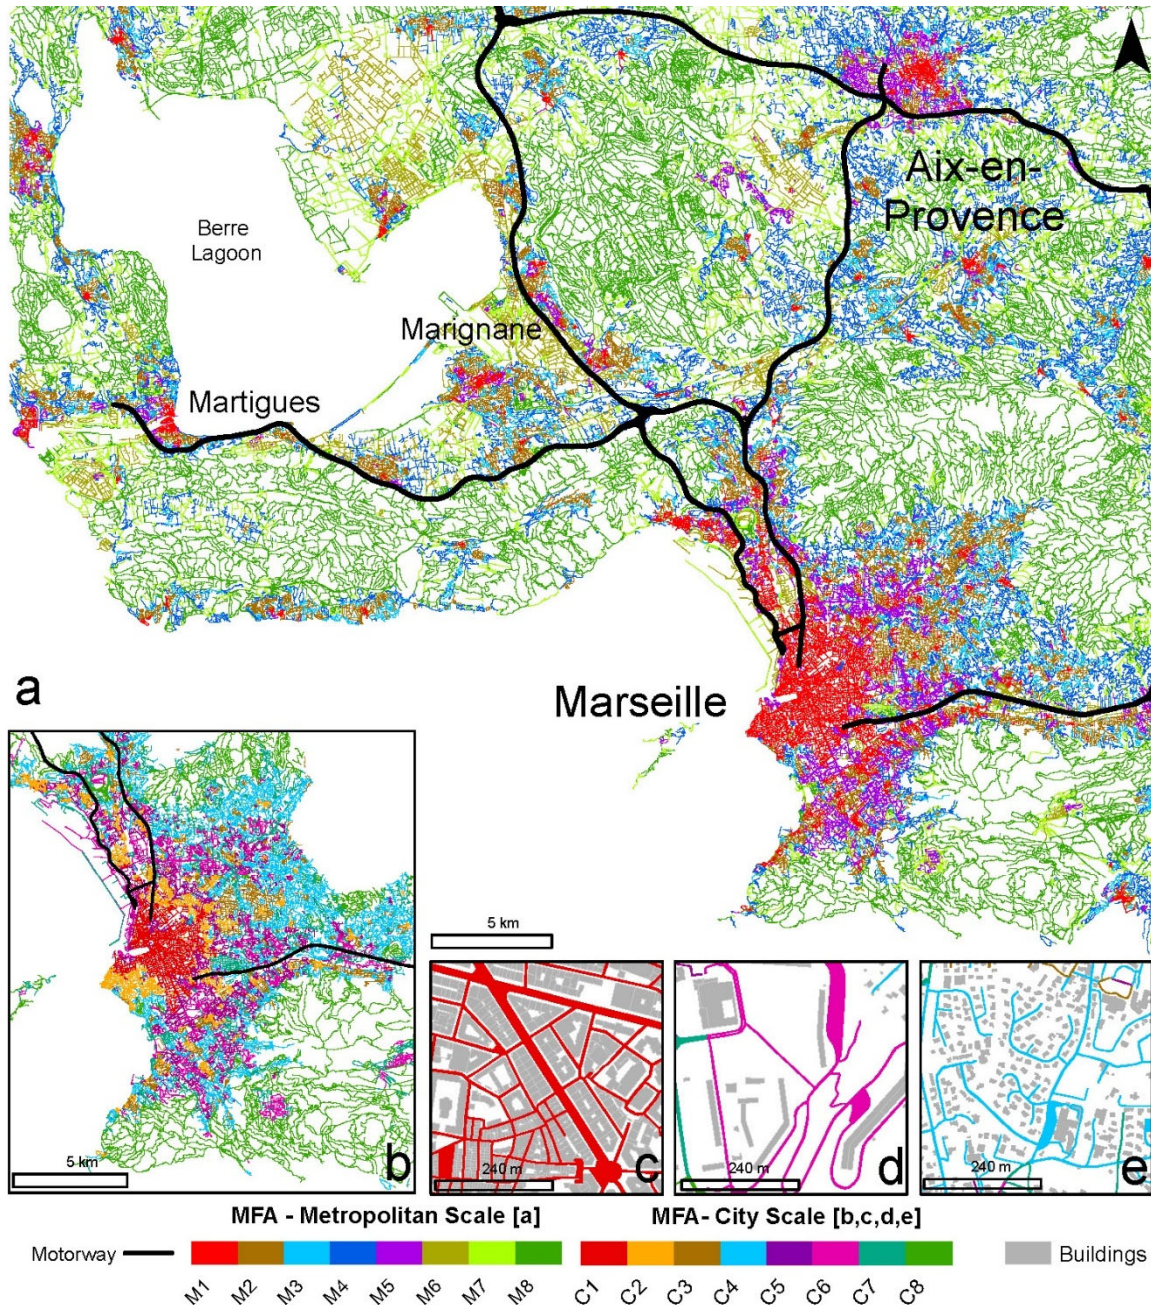 Aix-en-
Provence
Berre
Lagoon
Marignane
Martigues
a
Marseille
5 km
5 km
b
240 m
c
240 m
d
240 m
e
MFA - Metropolitan Scale [a]
MFA- City Scale [b,c,d,e]
Motorway
Buildings
M1
M2
M3
M4
M5
M6
M7
M8
C1
C2
C3
C4
C5
C6
C7
C8